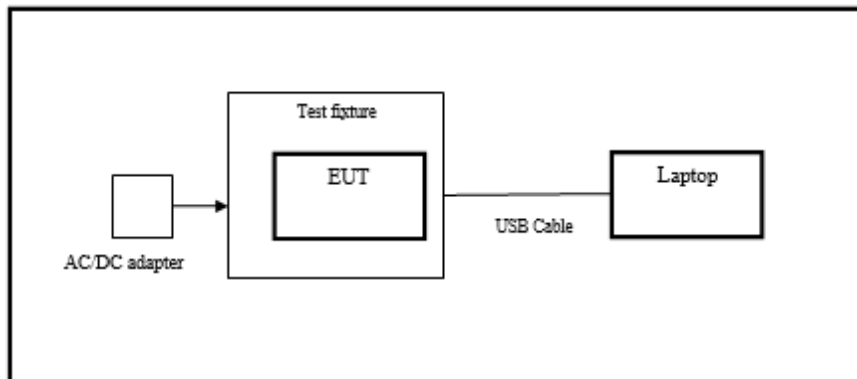 Test fixture
EUT
Laptop
USB Cable
AC/DC adapter